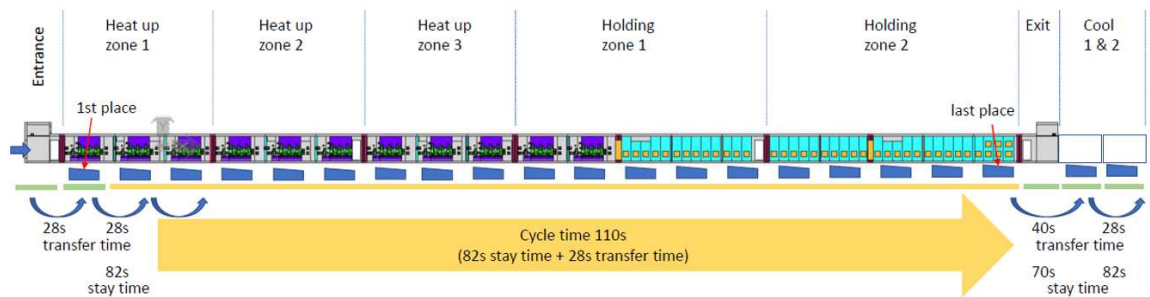 Entrance
Heat up
zone 1
Heat up
zone 2
Heat up
zone 3
Holding
zone 1
Holding
zone 2
Exit
Cool
1 & 2
1st place
last place
28s
transfer time
28s
82s
stay time
Cycle time 110s
(82s stay time + 28s transfer time)
40s
28s
transfer time
70s
82s
stay time